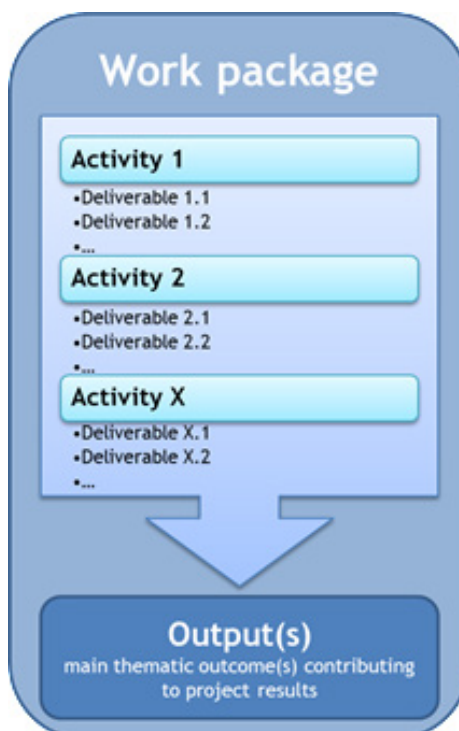 Work package
Activity 1
•Deliverable 1.1
•Deliverable 1.2
•...
Activity 2
•Deliverable 2.1
•Deliverable 2.2
•...
Activity X
•Deliverable X.1
•Deliverable X.2
•...
Output(s)
main thematic outcome(s) contributing
to project results